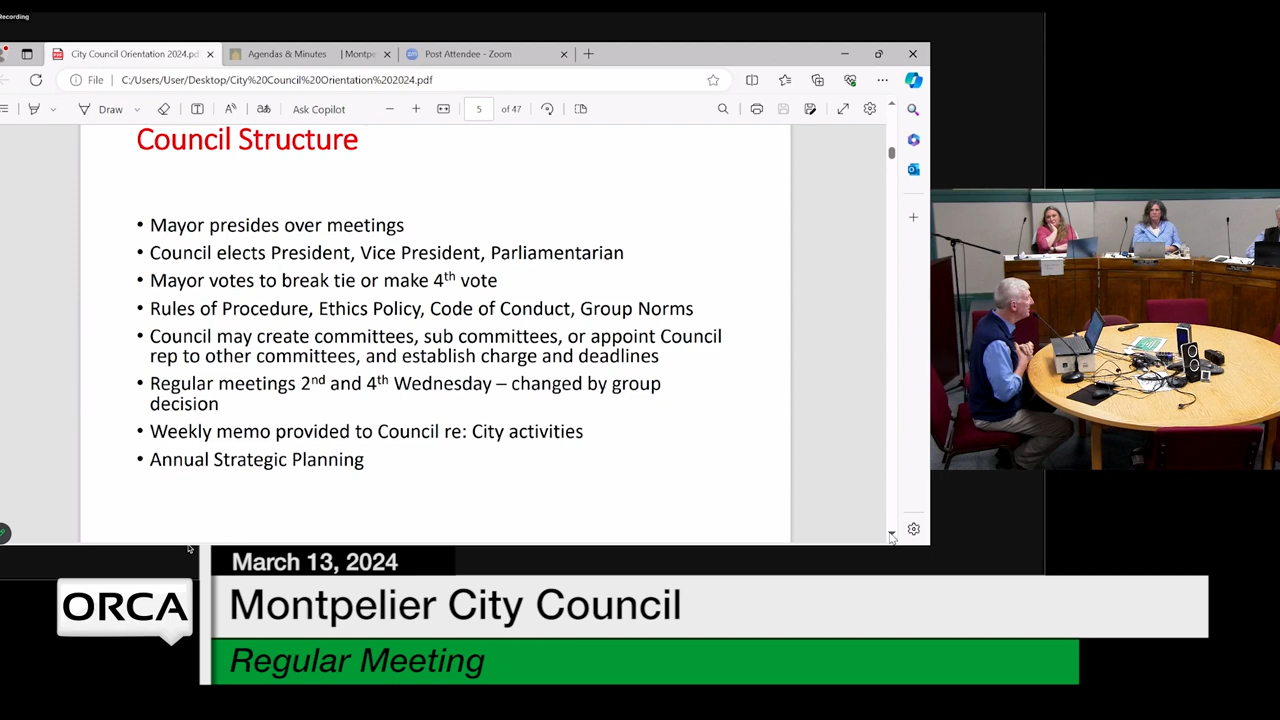 Recording
City Council Orientation 2024.pdf
Agendas & Minutes | Montpe
Post Attendee - Zoom
File C:/Users/User/Desktop/City%20Council%20Orientation%202024.pdf
Draw
Ask Copilot
5 of 47
Council Structure
• Mayor presides over meetings
• Council elects President, Vice President, Parliamentarian
• Mayor votes to break tie or make 4th vote
• Rules of Procedure, Ethics Policy, Code of Conduct, Group Norms
• Council may create committees, sub committees, or appoint Council
rep to other committees, and establish charge and deadlines
• Regular meetings 2nd and 4th Wednesday – changed by group
decision
• Weekly memo provided to Council re: City activities
• Annual Strategic Planning
March 13, 2024
ORCA
Montpelier City Council
Regular Meeting